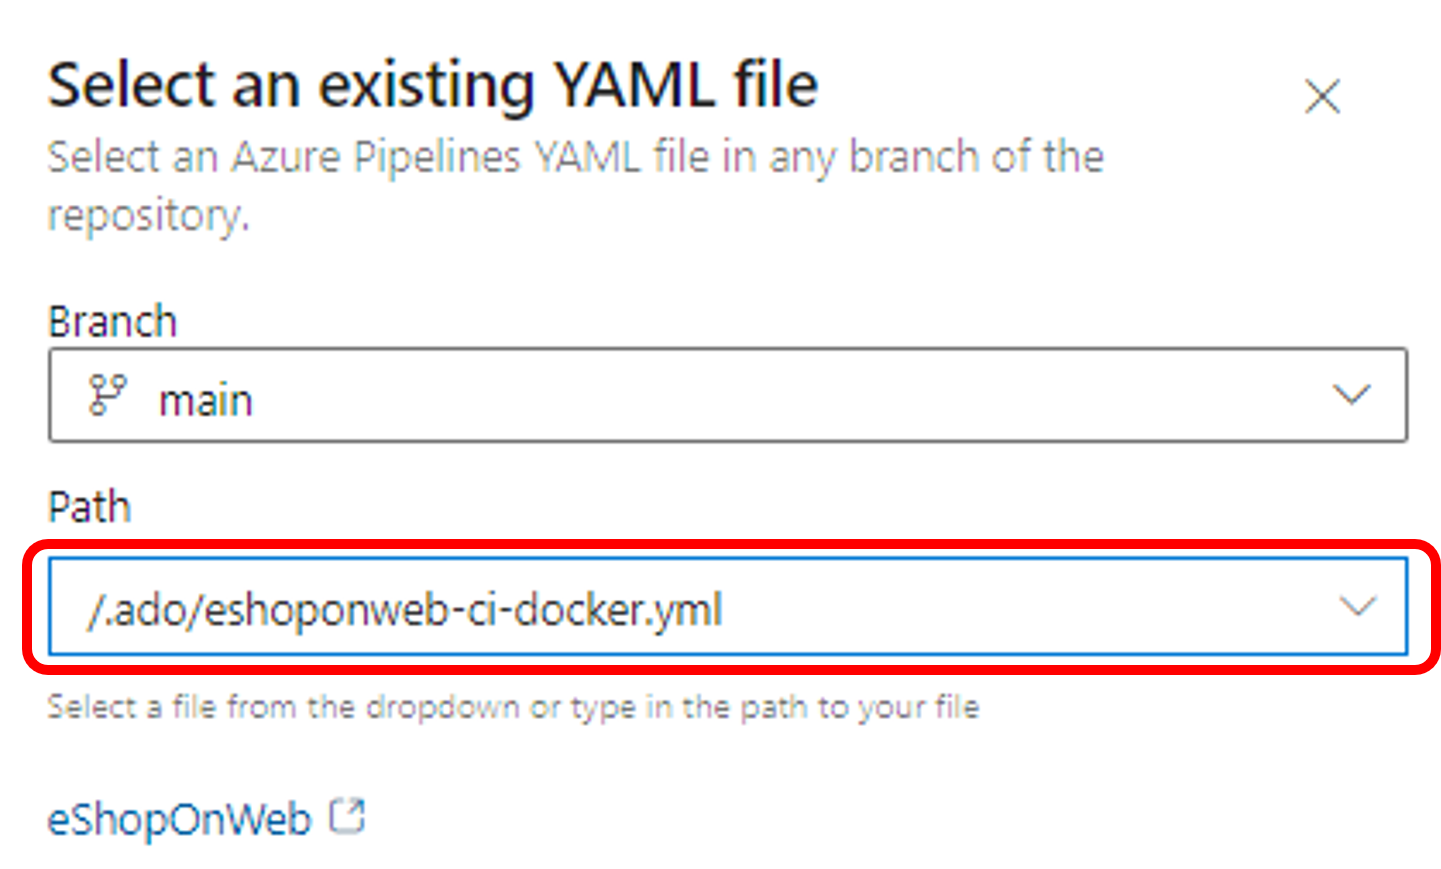 Select an existing YAML file
Select an Azure Pipelines YAML file in any branch of the
repository.
Branch
main
Path
/.ado/eshoponweb-ci-docker.yml
Select a file from the dropdown or type in the path to your file
eShopOnWeb